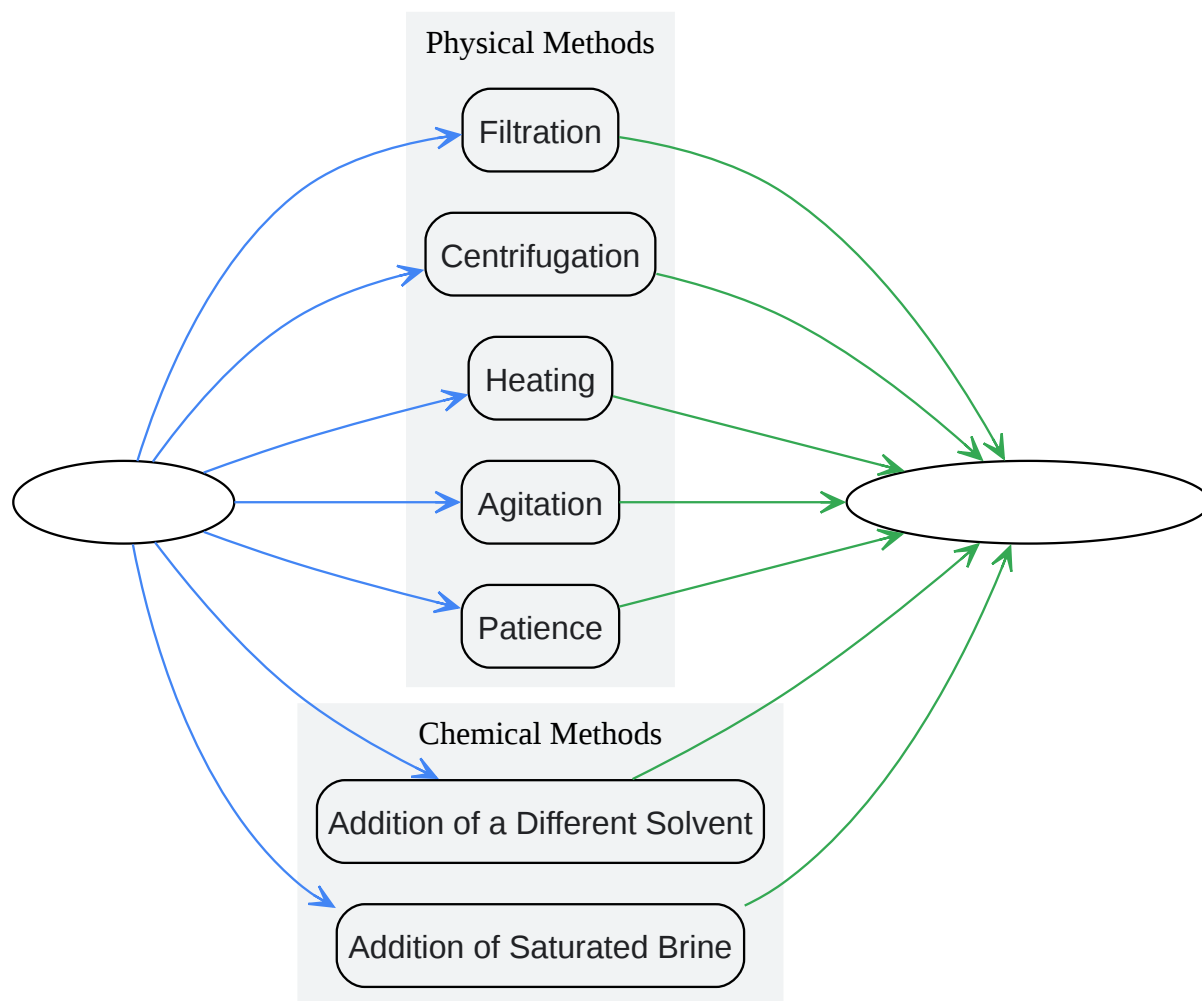 Physical Methods
Filtration
Centrifugation
Heating
Agitation
Patience
Chemical Methods
Addition of a Different Solvent
Addition of Saturated Brine